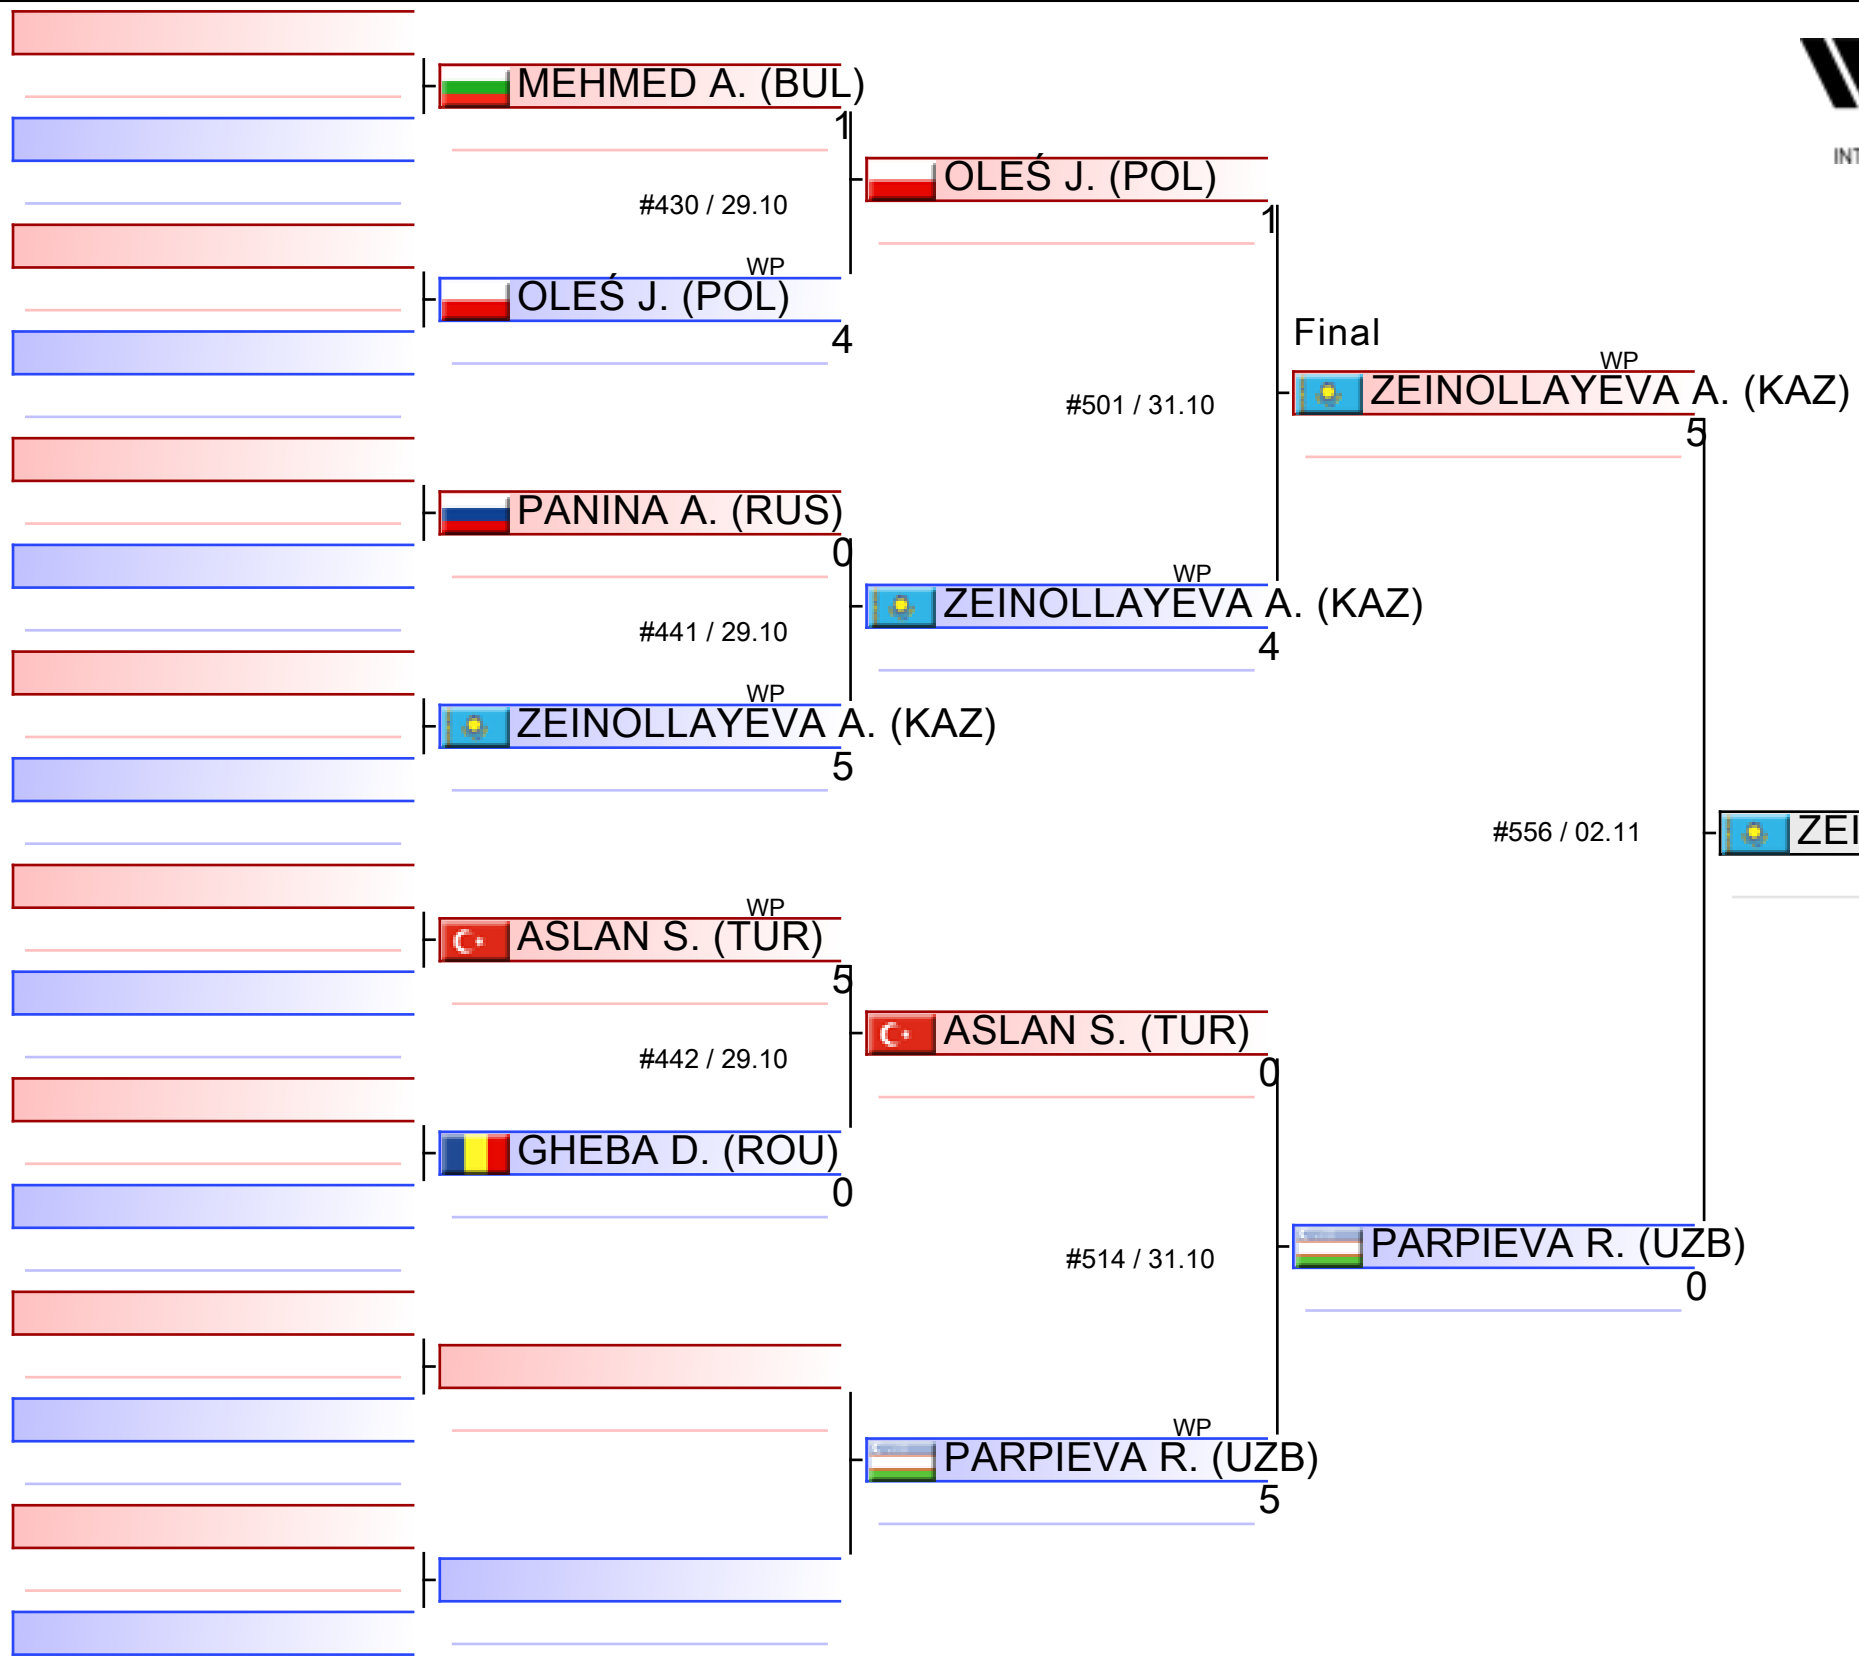 MEHMED A. (BUL)
1
#430 / 29.10
WP
OLEŚ J. (POL)
4
OLEŚ J. (POL)
1
INT
Final
#501 / 31.10
WP
ZEINOLLAYEVA A. (KAZ)
5
PANINA A. (RUS)
0
#441 / 29.10
WP
ZEINOLLAYEVA A. (KAZ)
5
WP
ZEINOLLAYEVA A. (KAZ)
4
#556 / 02.11
ZEI
WP
ASLAN S. (TUR)
5
#442 / 29.10
GHEBA D. (ROU)
0
ASLAN S. (TUR)
0
#514 / 31.10
PARPIEVA R. (UZB)
0
WP
PARPIEVA R. (UZB)
5